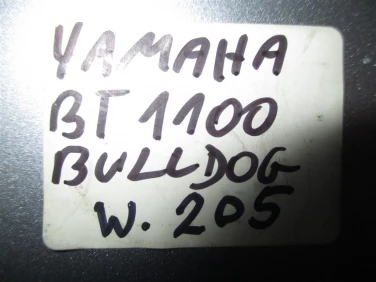 YAMAHA
BT 1100
BULLDOG
W. 205